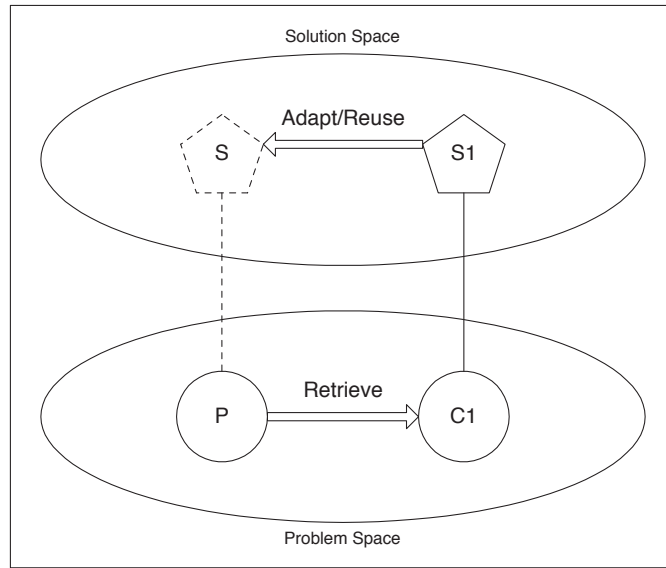 Solution Space
Adapt/Reuse
S
S1
Retrieve
P
C1
Problem Space